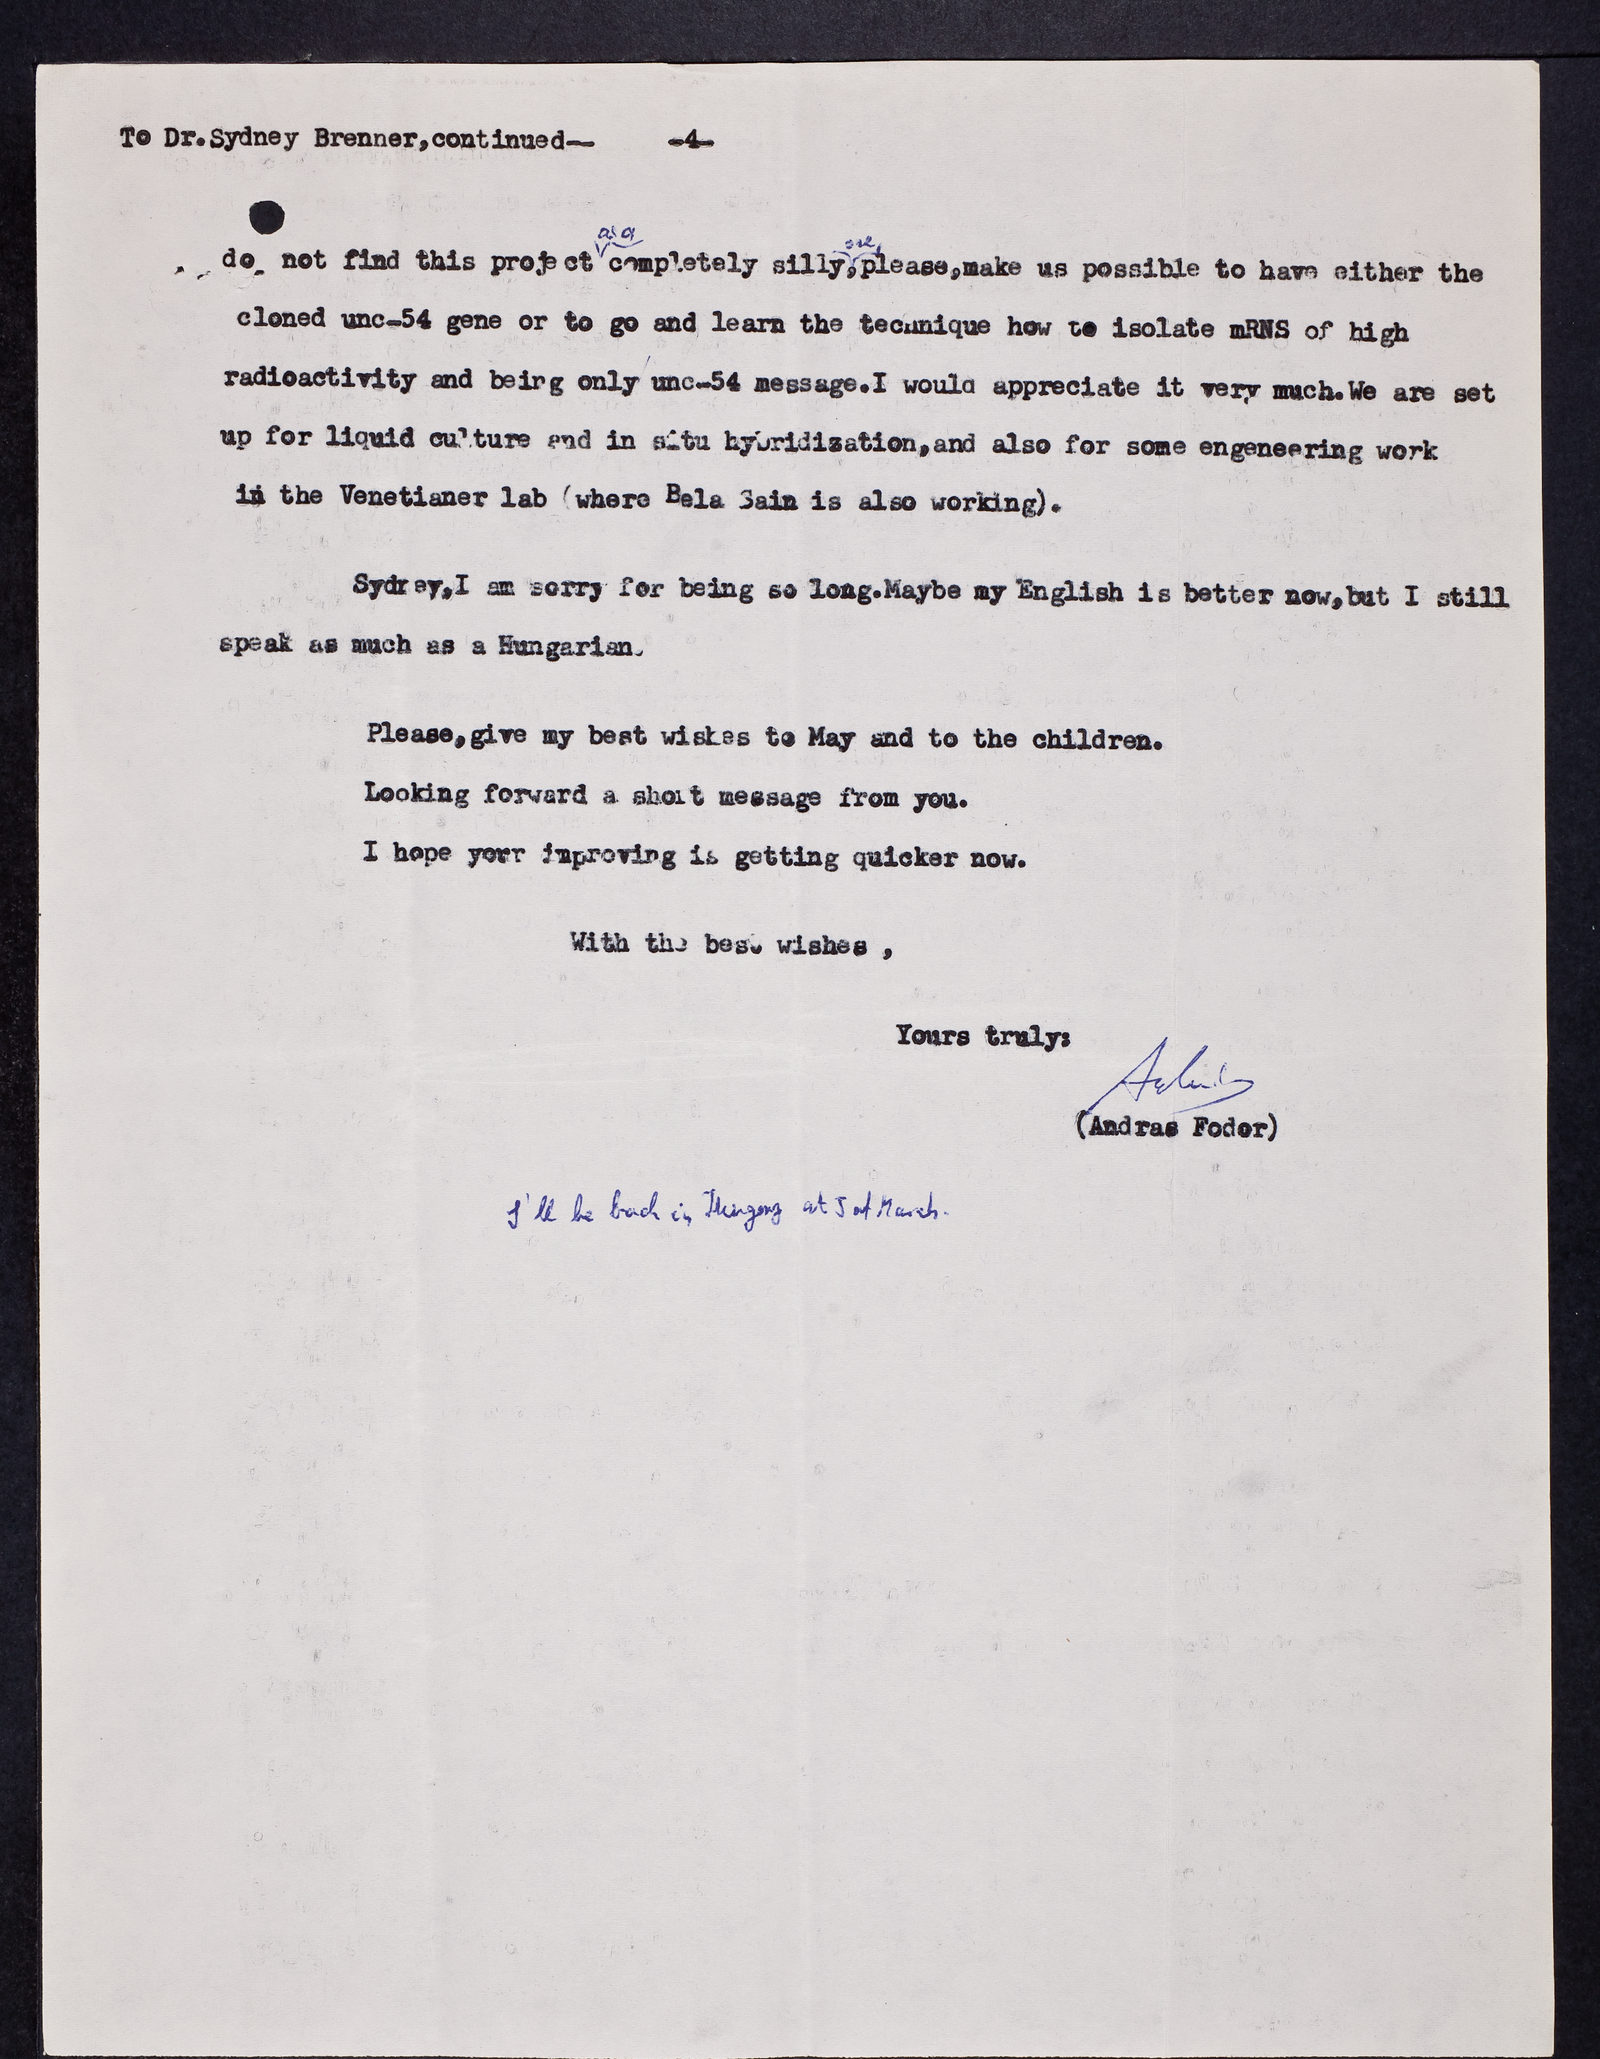 To Dr.Sydney Brenner,continued— -4-
as a one,
do not find this project completely silly,please,make us possible to have either the
cloned unc-54 gene or to go and learn the technique how to isolate mRNS of high
radioactivity and being only unc-54 message.I would appreciate it very much.We are set
up for liquid culture and in situ hybridization,and also for some engeneering work
in the Venetianer lab (where Bela Sain is also working).
Sydney,I am sorry for being so long.Maybe my English is better now,but I still
speak as much as a Hungarian.
Please,give my best wishes to May and to the children.
Looking forward a short message from you.
I hope your improving is getting quicker now.
With the best wishes ,
Yours truly:
(Andras Fodor)
I'll be back in Hungary at 5 of March.